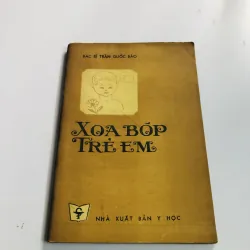 BÁC SĨ TRẦN QUỐC BẢO
XOA BÓP
TRẺ EM
NHÀ XUẤT BẢN Y HỌC